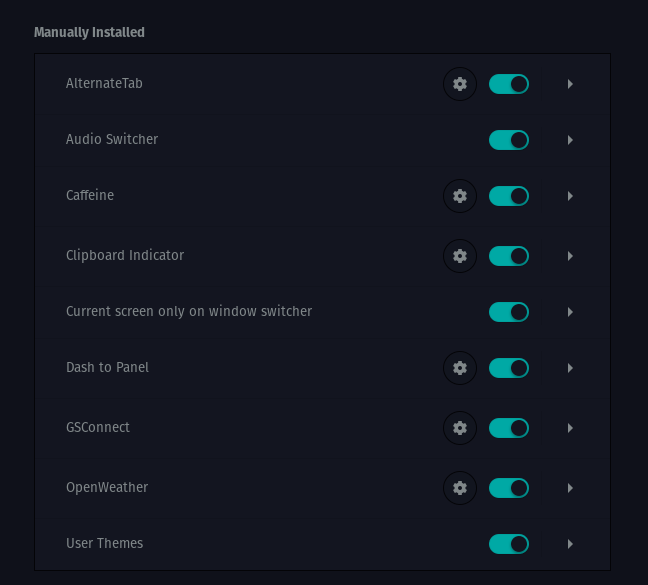 Manually Installed
AlternateTab
Audio Switcher
Caffeine
Clipboard Indicator
Current screen only on window switcher
Dash to Panel
GSConnect
OpenWeather
User Themes